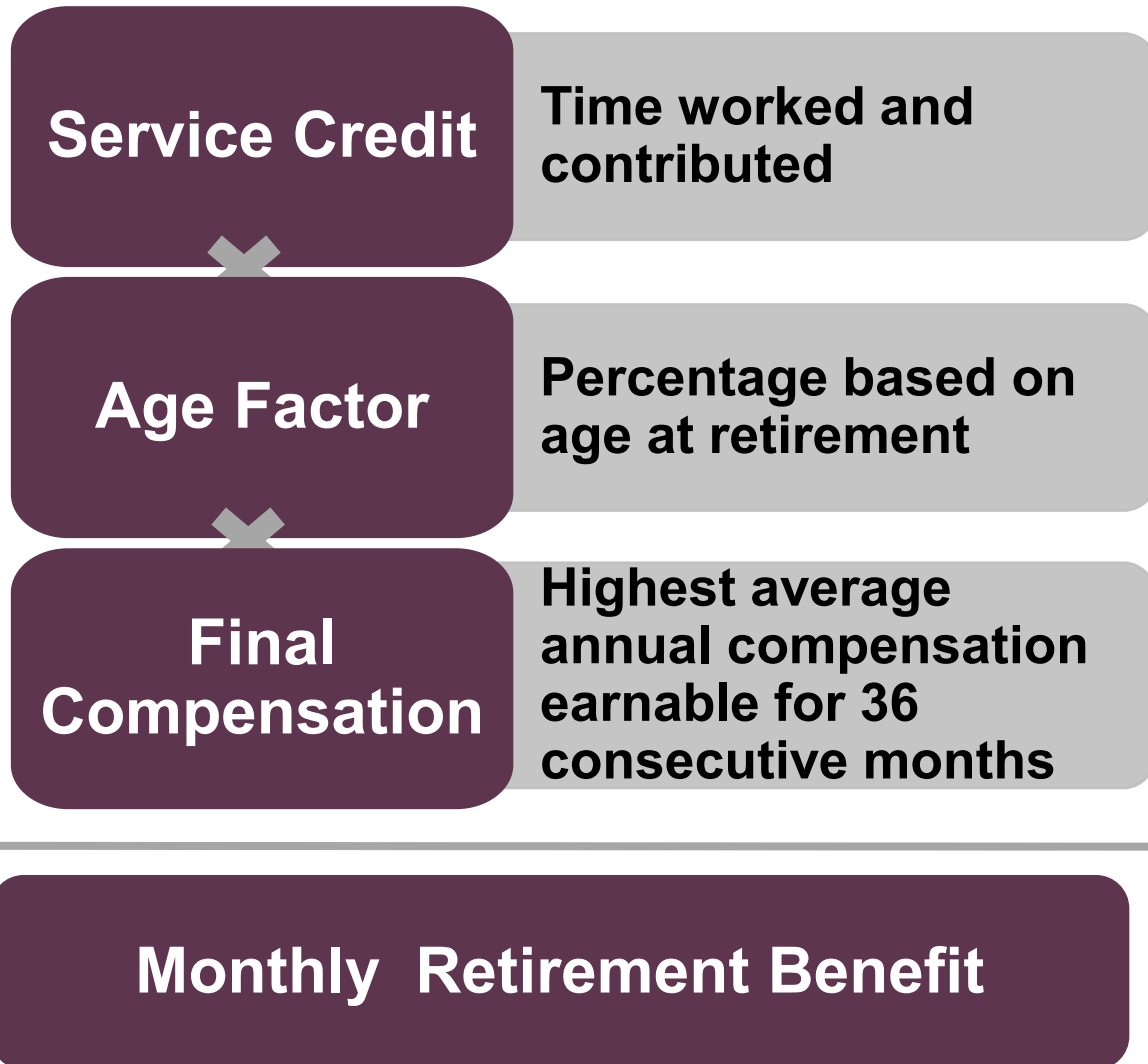 Service Credit
Time worked and
contributed
Age Factor
Percentage based on
age at retirement
Final
Compensation
Highest average
annual compensation
earnable for 36
consecutive months
Monthly  Retirement Benefit